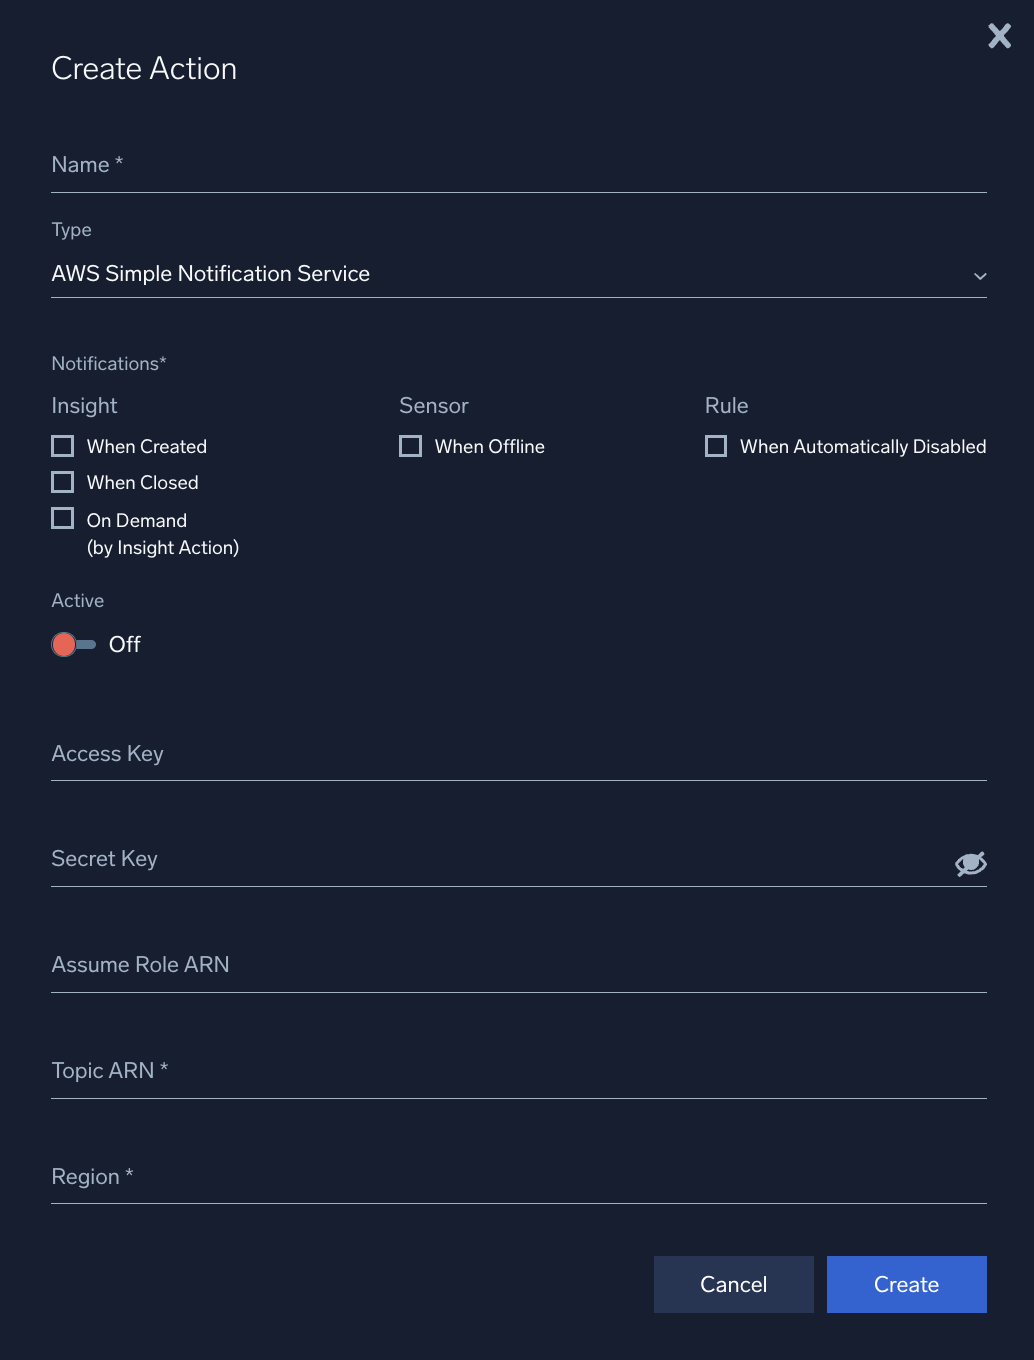 Create Action
Name *
Type
AWS Simple Notification Service
Notifications*
Insight
Sensor
Rule
When Created
When Offline
When Automatically Disabled
When Closed
On Demand
(by Insight Action)
Active
Off
Access Key
Secret Key
Assume Role ARN
Topic ARN *
Region *
Cancel
Create